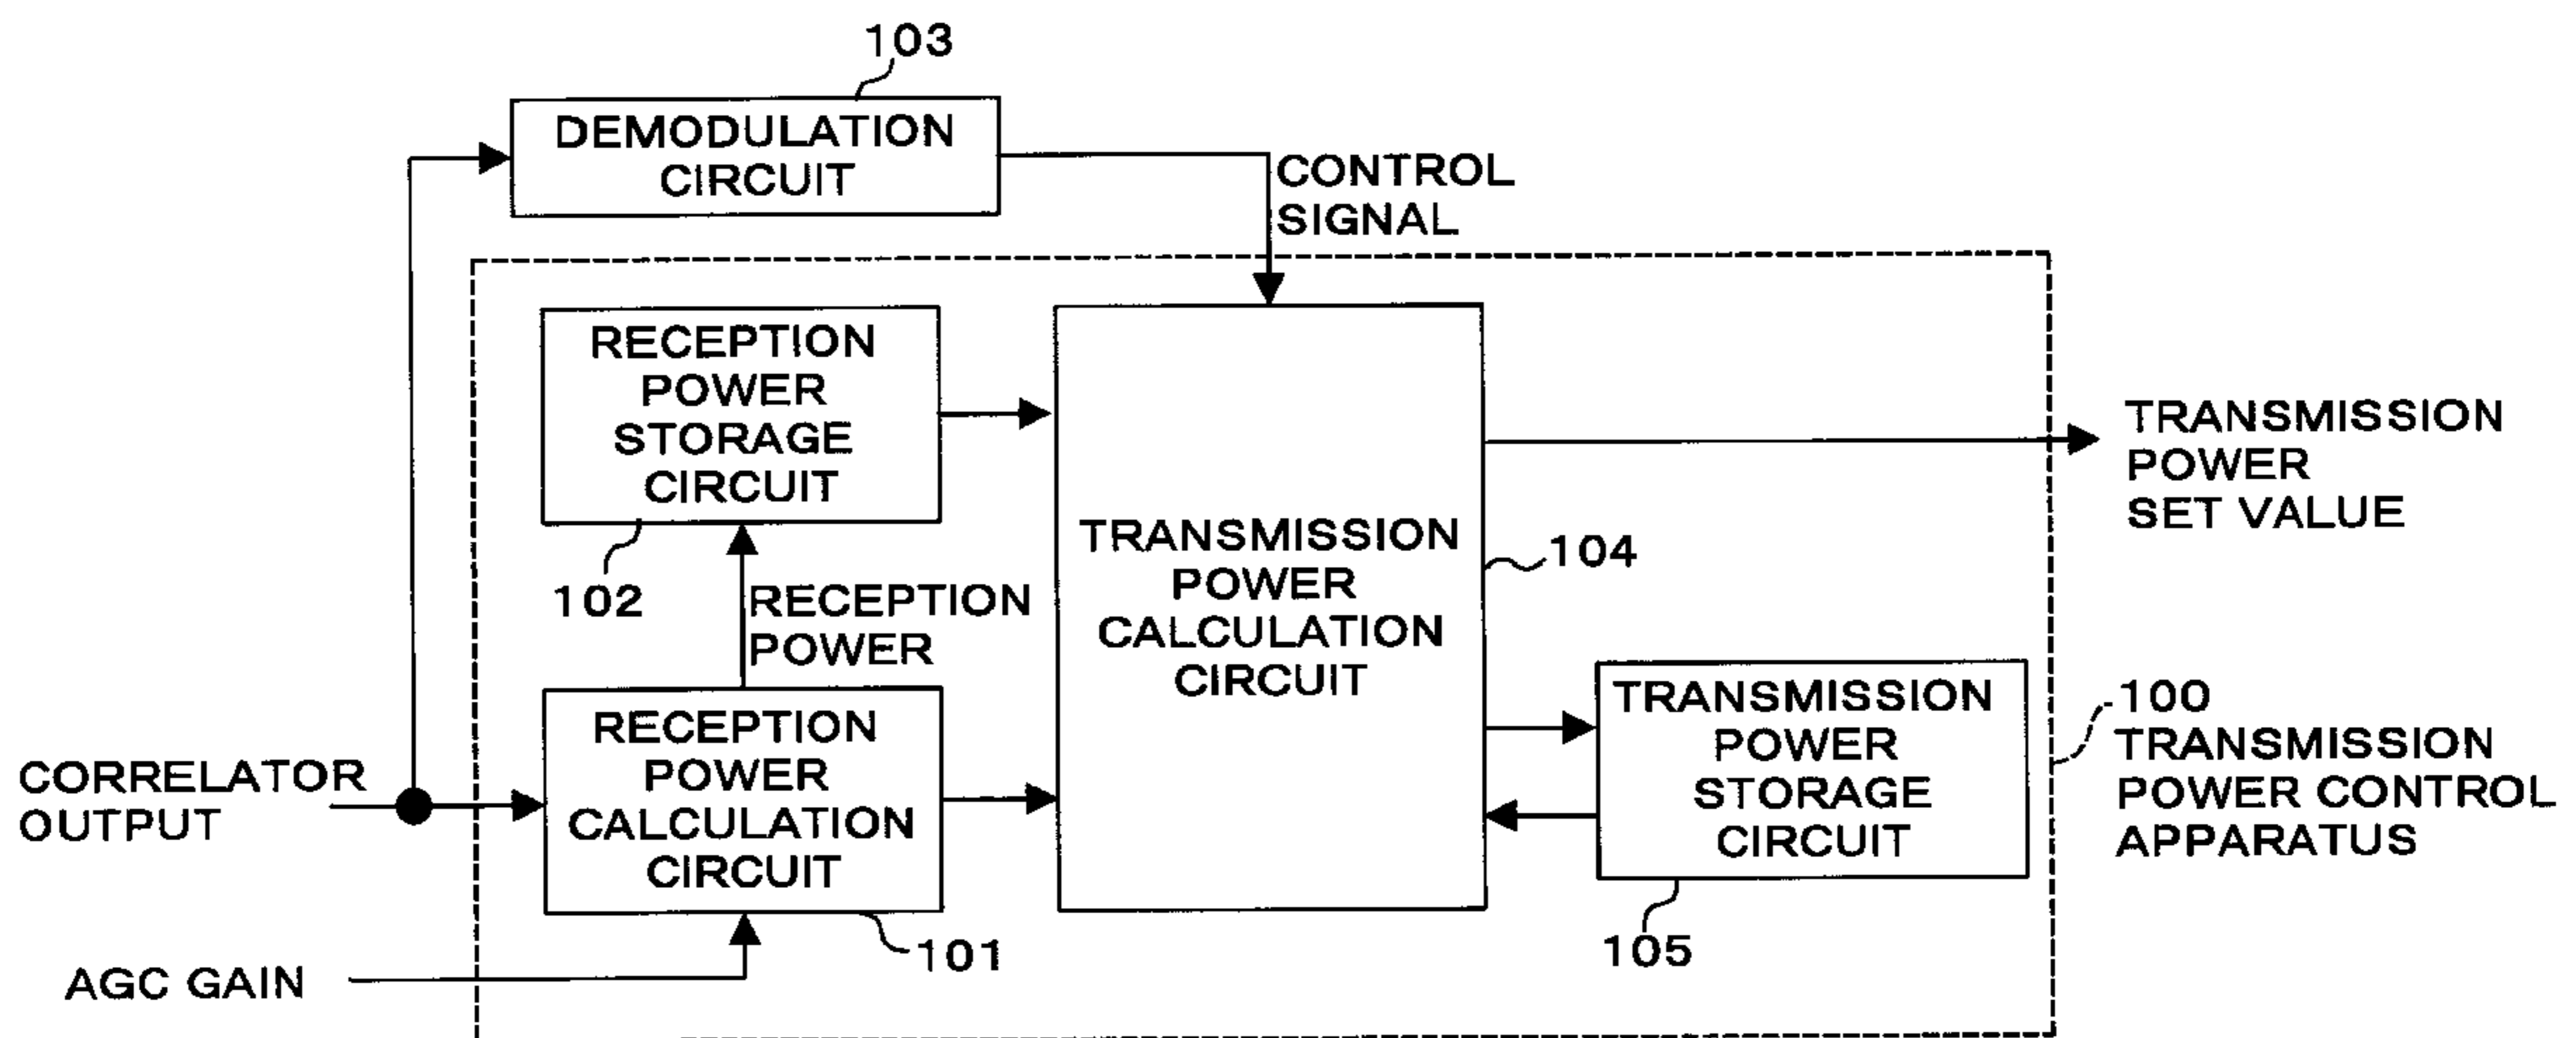 103
DEMODULATION
CIRCUIT
CONTROL
SIGNAL
RECEPTION
POWER
STORAGE
CIRCUIT
102
RECEPTION
POWER
TRANSMISSION
POWER
CALCULATION
CIRCUIT
104
TRANSMISSION
POWER
SET VALUE
RECEPTION
POWER
CALCULATION
CIRCUIT
101
TRANSMISSION
POWER
STORAGE
CIRCUIT
105
100
TRANSMISSION
POWER CONTROL
APPARATUS
CORRELATOR
OUTPUT
AGC GAIN